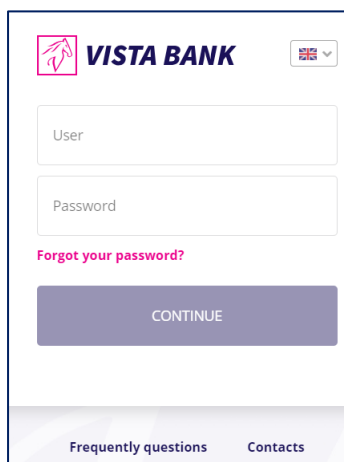 VISTA BANK
User
Password
Forgot your password?
CONTINUE
Frequently questions Contacts